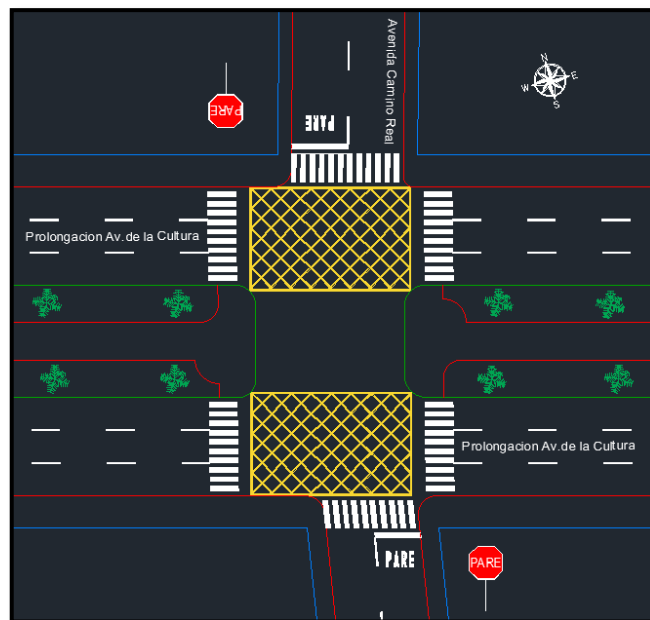 Avenida Camino Real
N
W E
S
PARE
PARE
Prolongacion Av. de la Cultura
Prolongacion Av. de la Cultura
PARE
PARE